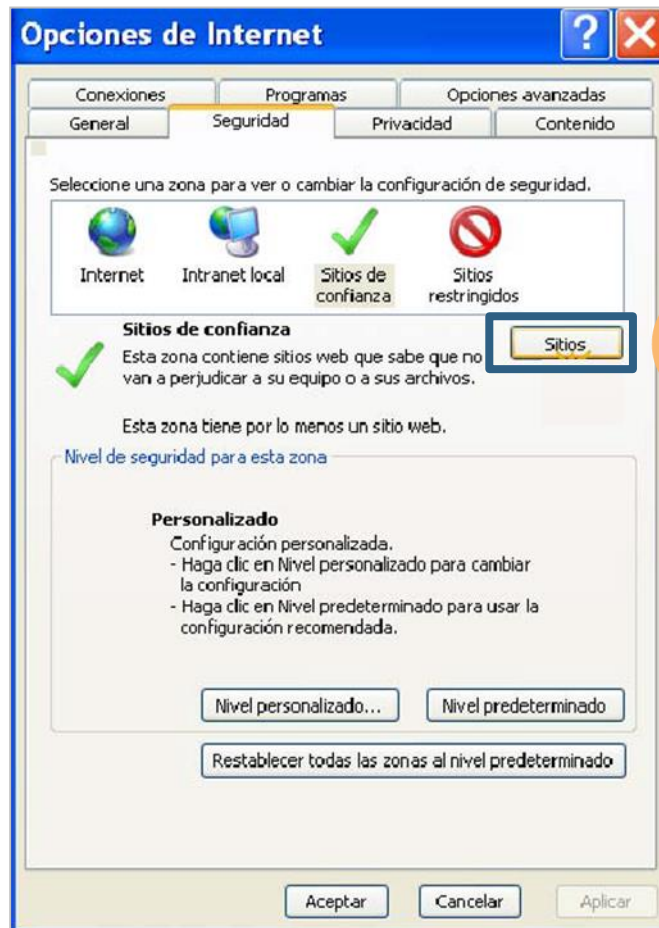 Opciones de Internet
Conexiones Programas Opciones avanzadas
General Seguridad Privacidad Contenido
Seleccione una zona para ver o cambiar la configuración de seguridad.
Internet Intranet local Sitios de confianza Sitios restringidos
Sitios de confianza
Sitios
Esta zona contiene sitios web que sabe que no
van a perjudicar a su equipo o a sus archivos.
Esta zona tiene por lo menos un sitio web.
Nivel de seguridad para esta zona
Personalizado
Configuración personalizada.
- Haga clic en Nivel personalizado para cambiar
la configuración
- Haga clic en Nivel predeterminado para usar la
configuración recomendada.
Nivel personalizado... Nivel predeterminado
Restablecer todas las zonas al nivel predeterminado
Aceptar Cancelar Aplicar